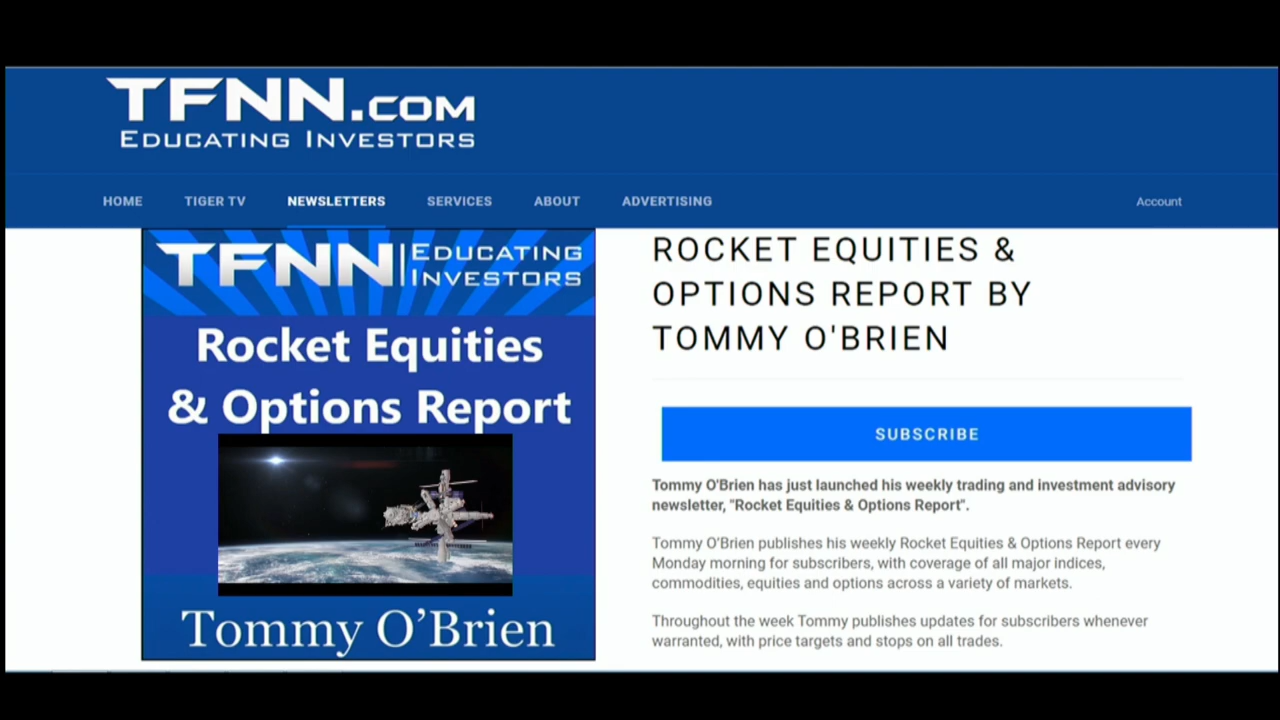 TFNN.COM
EDUCATING INVESTORS
HOME TIGER TV NEWSLETTERS SERVICES ABOUT ADVERTISING Account
TFNN | EDUCATING INVESTORS
Rocket Equities
& Options Report
Tommy O’Brien
ROCKET EQUITIES &
OPTIONS REPORT BY
TOMMY O'BRIEN
SUBSCRIBE
Tommy O'Brien has just launched his weekly trading and investment advisory
newsletter, "Rocket Equities & Options Report".
Tommy O'Brien publishes his weekly Rocket Equities & Options Report every
Monday morning for subscribers, with coverage of all major indices,
commodities, equities and options across a variety of markets.
Throughout the week Tommy publishes updates for subscribers whenever
warranted, with price targets and stops on all trades.